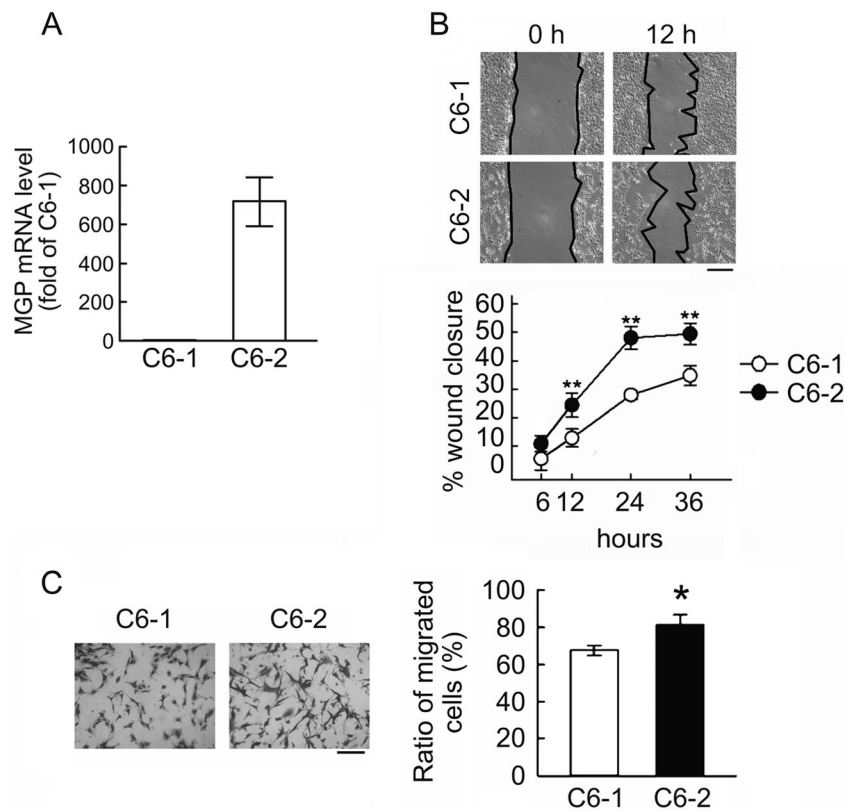 A
MGP mRNA level
(fold of C6-1)
1000
800
600
400
200
0
C6-1
C6-2
B
0 h
12 h
C6-1
C6-2
% wound closure
60
50
40
30
20
10
0
**
**
**
6
12
24
36
hours
C6-1
C6-2
C
C6-1
C6-2
Ratio of migrated
cells (%)
100
80
60
40
20
0
*
C6-1
C6-2